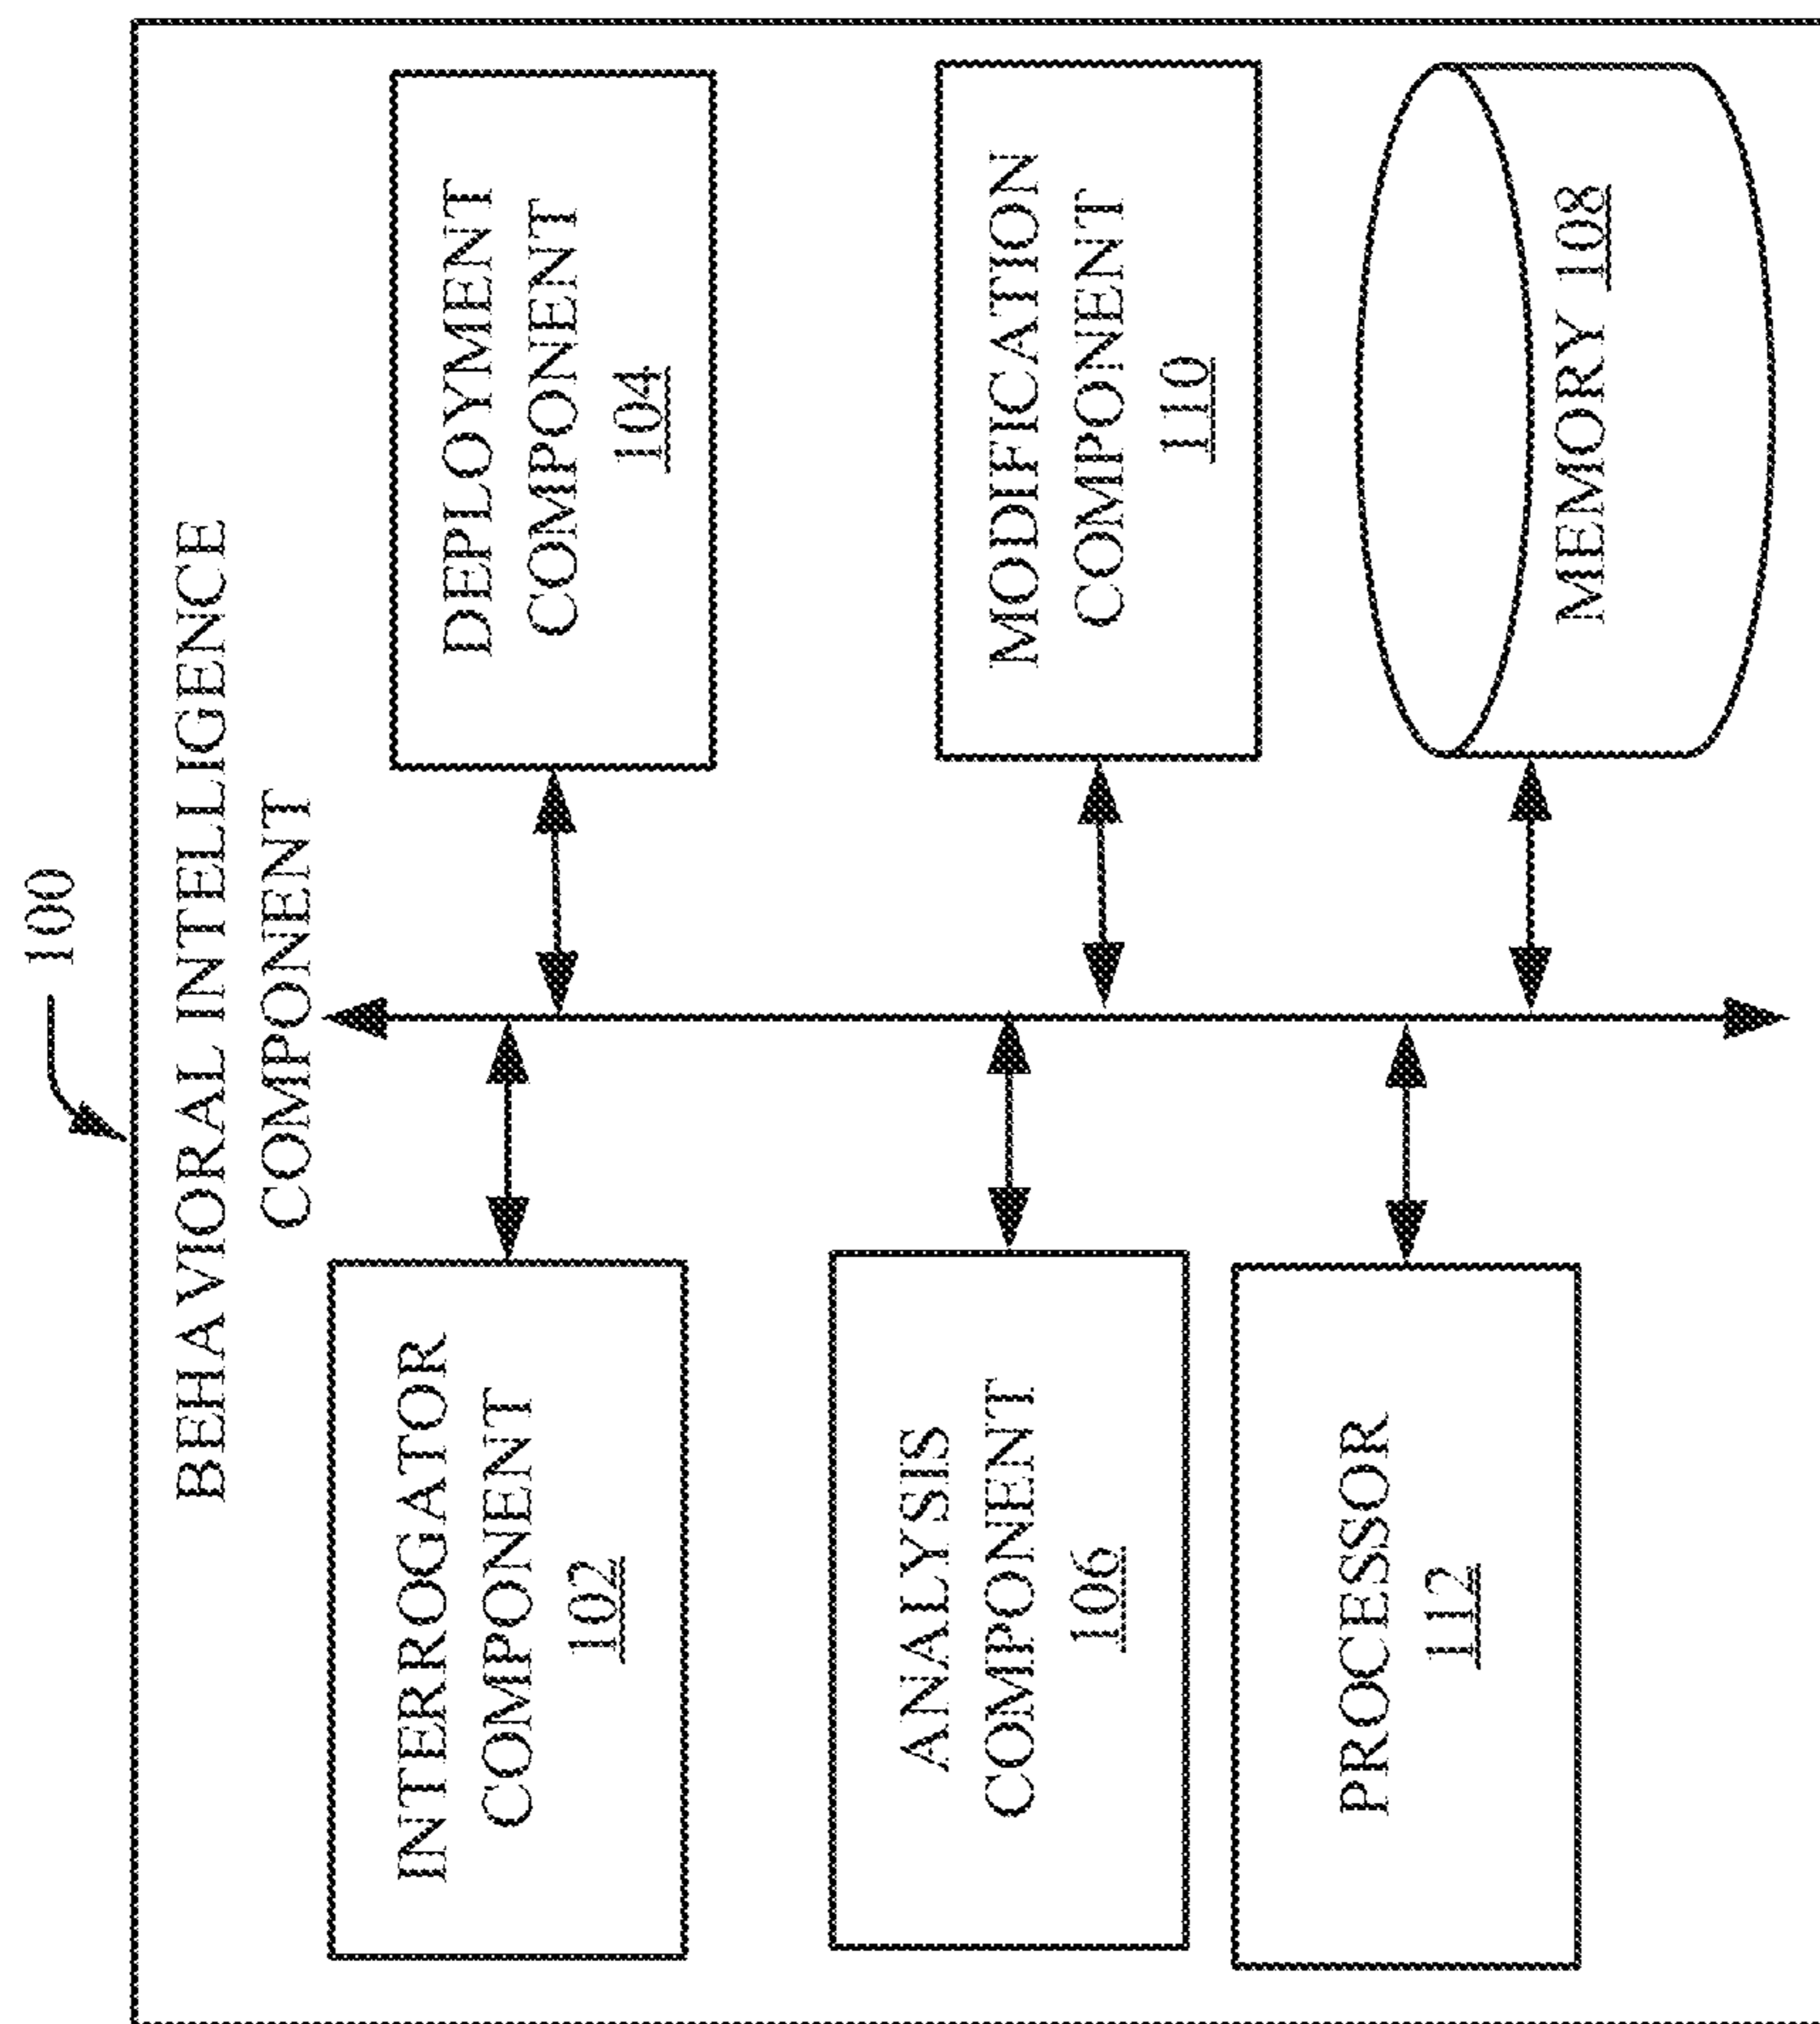 100
BEHAVIORAL INTELLIGENCE
COMPONENT
INTERROGATOR
COMPONENT
102
DEPLOYMENT
COMPONENT
104
ANALYSIS
COMPONENT
106
MODIFICATION
COMPONENT
110
PROCESSOR
112
MEMORY 108